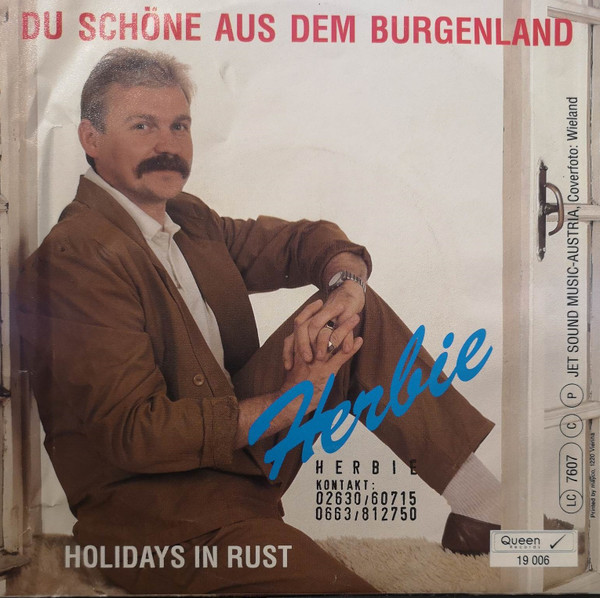 DU SCHÖNE AUS DEM BURGENLAND
Herbie
HERBIE
KONTAKT:
02630/60715
0663/812750
HOLIDAYS IN RUST
LC 7607 C P JET SOUND MUSIC-AUSTRIA, Coverfoto: Wieland
Queen
Records
19 006